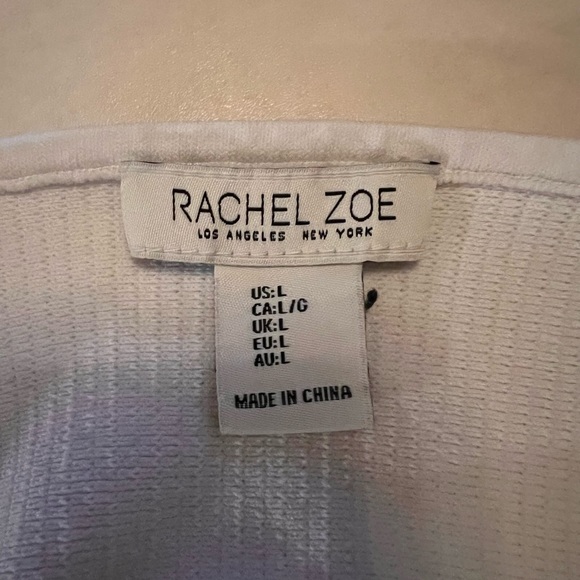 RACHEL ZOE
LOS ANGELES NEW YORK
US:L
CA:L/G
UK:L
EU:L
AU:L
MADE IN CHINA